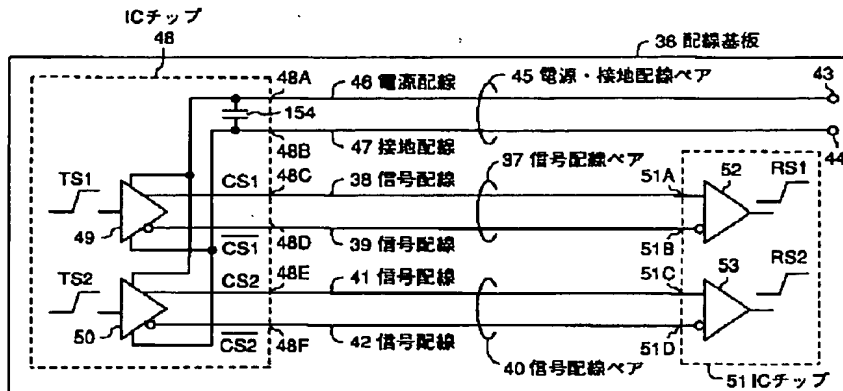 ICチップ
48
36 配線基板
48A
46 電源配線
45 電源・接地配線ペア
43
154
48B
47 接地配線
44
37 信号配線ペア
TS1
CS1
48C
38 信号配線
51A
52
RS1
49
CS1
48D
39 信号配線
51B
TS2
CS2
48E
41 信号配線
51C
53
RS2
50
CS2
48F
42 信号配線
51D
40 信号配線ペア
51 ICチップ